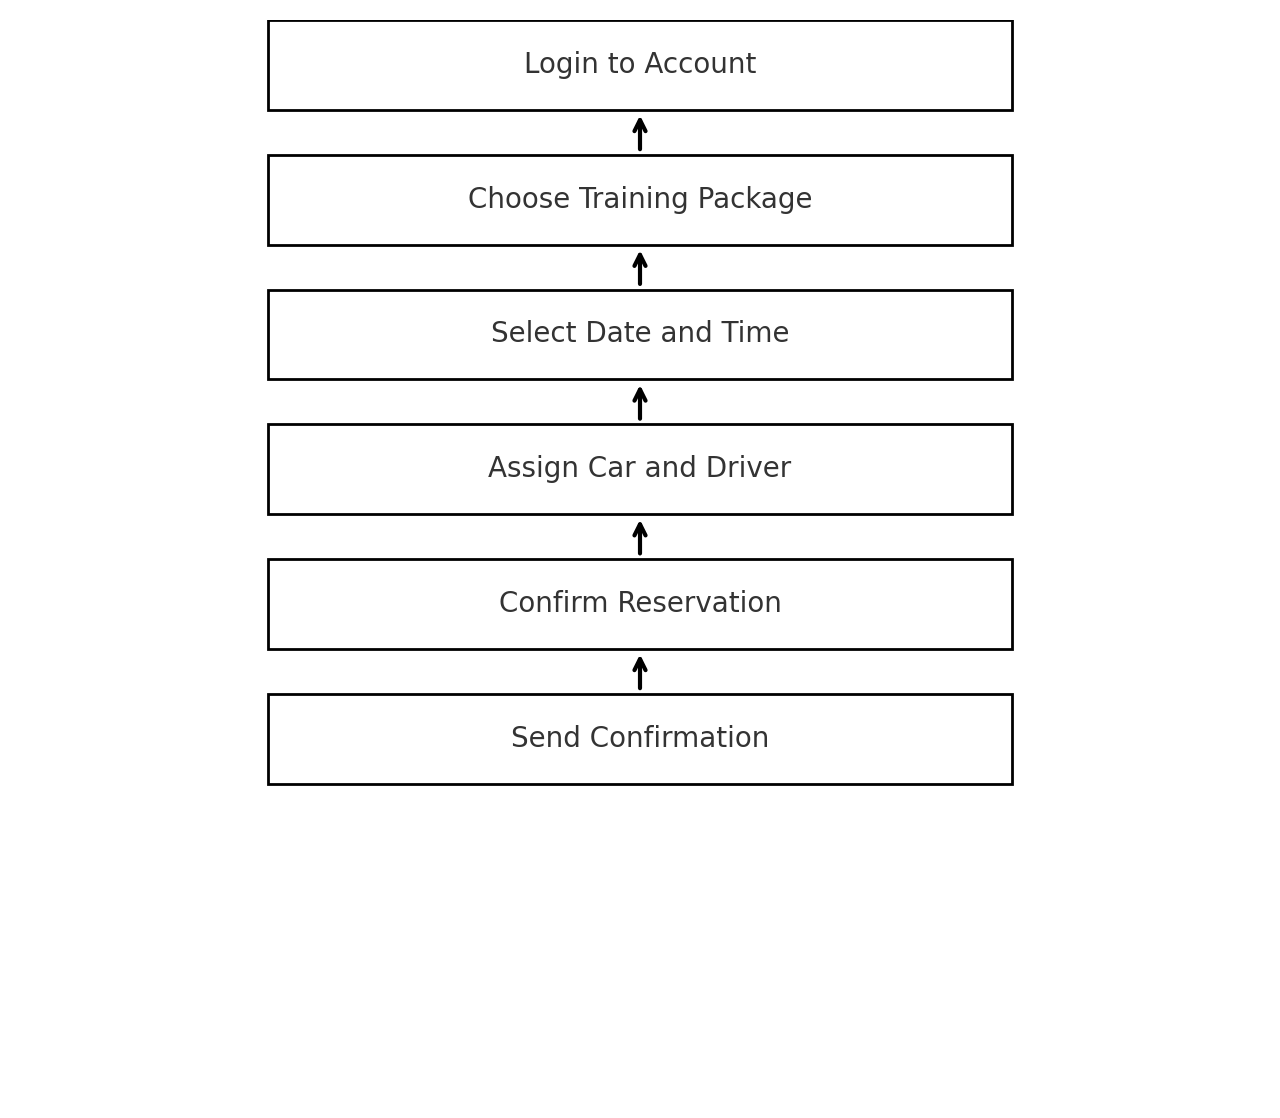 Login to Account
Choose Training Package
Select Date and Time
Assign Car and Driver
Confirm Reservation
Send Confirmation